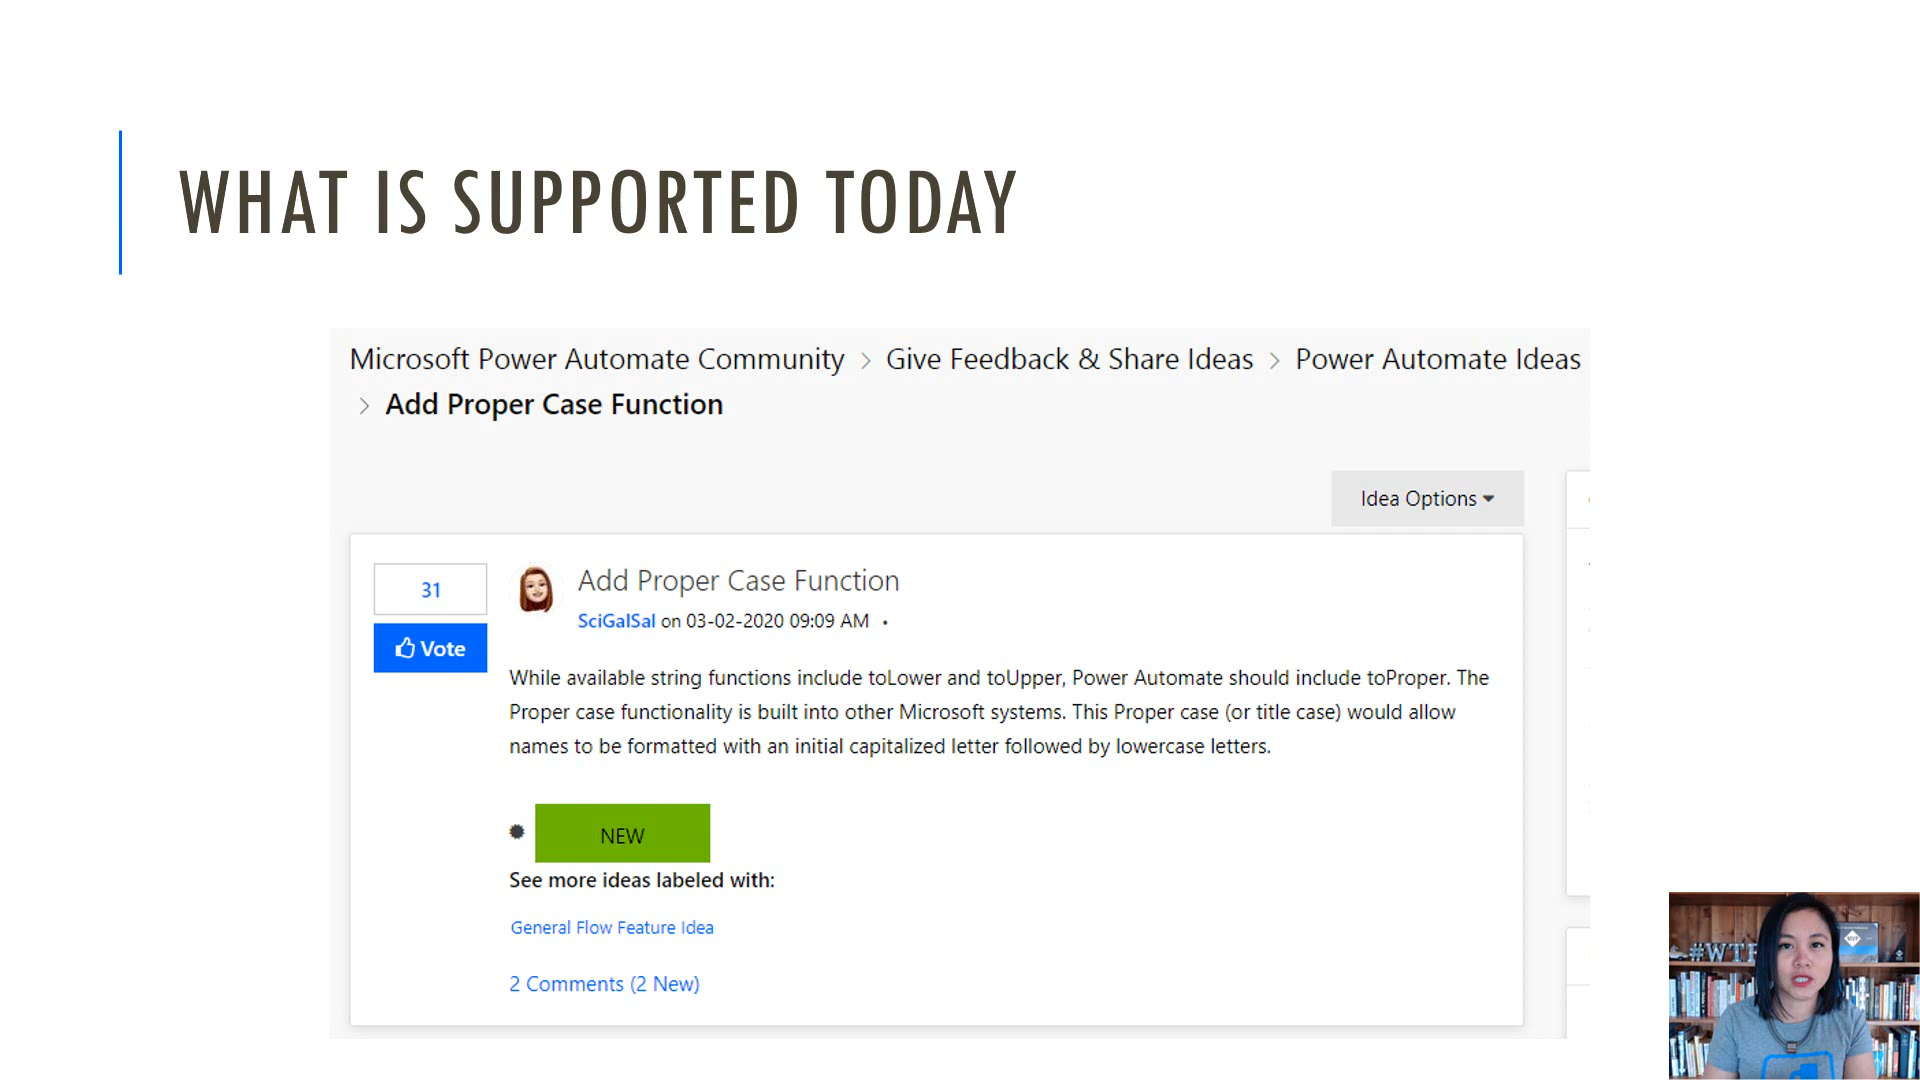 WHAT IS SUPPORTED TODAY
Microsoft Power Automate Community > Give Feedback & Share Ideas > Power Automate Ideas
> Add Proper Case Function
Idea Options
31
Vote
Add Proper Case Function
SciGalSal on 03-02-2020 09:09 AM •
While available string functions include toLower and toUpper, Power Automate should include toProper. The
Proper case functionality is built into other Microsoft systems. This Proper case (or title case) would allow
names to be formatted with an initial capitalized letter followed by lowercase letters.
NEW
See more ideas labeled with:
General Flow Feature Idea
2 Comments (2 New)
#WTF